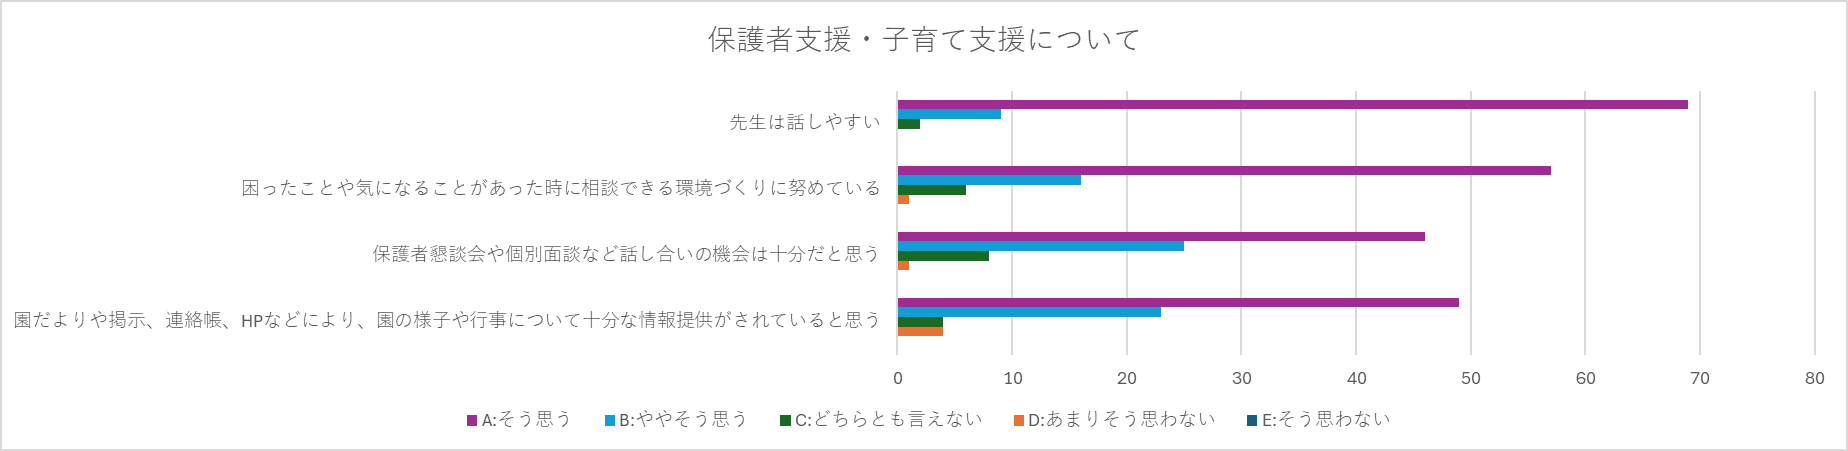 保護者支援・子育て支援について
先生は話しやすい
困ったことや気になることがあった時に相談できる環境づくりに努めている
保護者懇談会や個別面談など話し合いの機会は十分だと思う
園だよりや掲示、連絡帳、HPなどにより、園の様子や行事について十分な情報提供がされていると思う
0 10 20 30 40 50 60 70 80
A:そう思う B:ややそう思う C:どちらとも言えない D:あまりそう思わない E:そう思わない